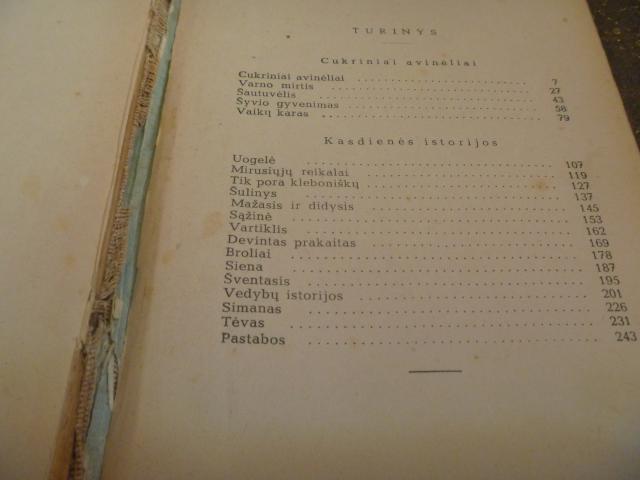 TURINYS
Cukriniai avinėliai
Cukriniai avinėliai 7
Varno mirtis 27
Šautuvėlis 43
Šyvio gyvenimas 58
Vaikų karas 79
Kasdienės istorijos
Uogelė 107
Mirusiųjų reikalai 119
Tik pora kleboniškų 127
Šulinys 137
Mažasis ir didysis 145
Sąžinė 153
Vartiklis 162
Devintas prakaitas 169
Broliai 178
Siena 187
Šventasis 195
Vedybų istorijos 201
Simanas 226
Tėvas 231
Pastabos 243